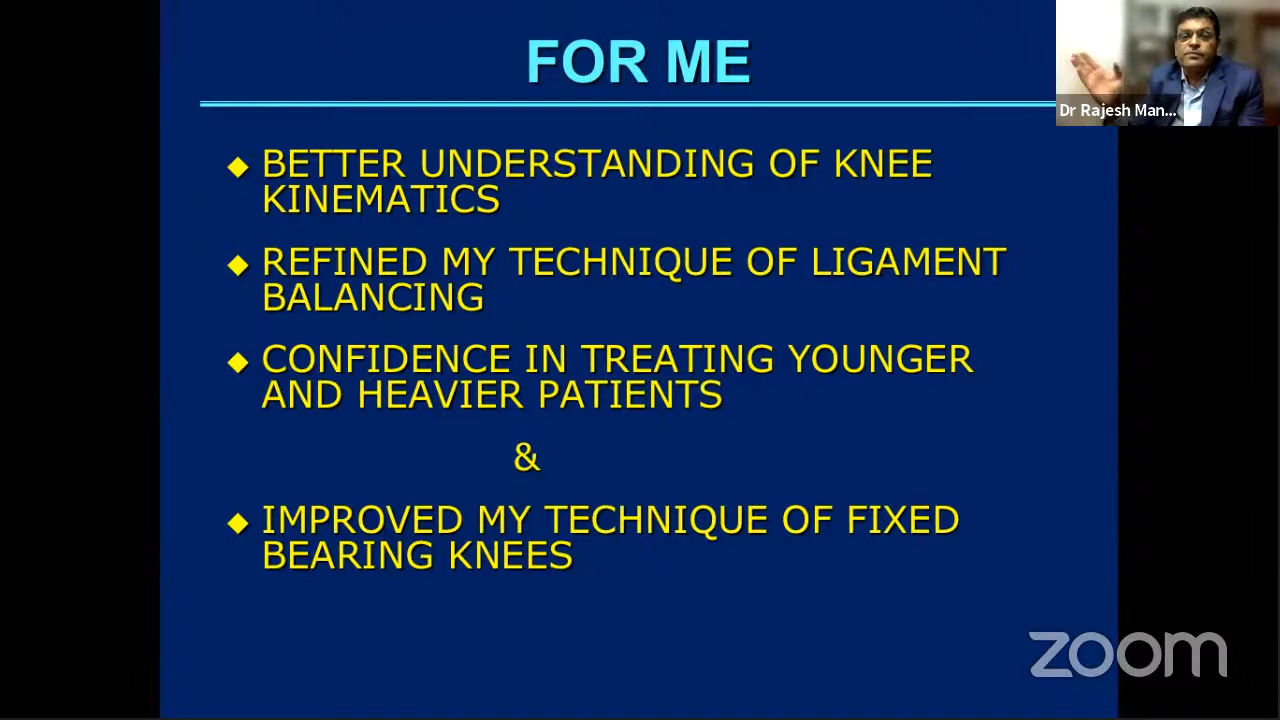 FOR ME
Dr Rajesh Man...
◆ BETTER UNDERSTANDING OF KNEE
KINEMATICS
◆ REFINED MY TECHNIQUE OF LIGAMENT
BALANCING
◆ CONFIDENCE IN TREATING YOUNGER
AND HEAVIER PATIENTS
&
◆ IMPROVED MY TECHNIQUE OF FIXED
BEARING KNEES
zoom